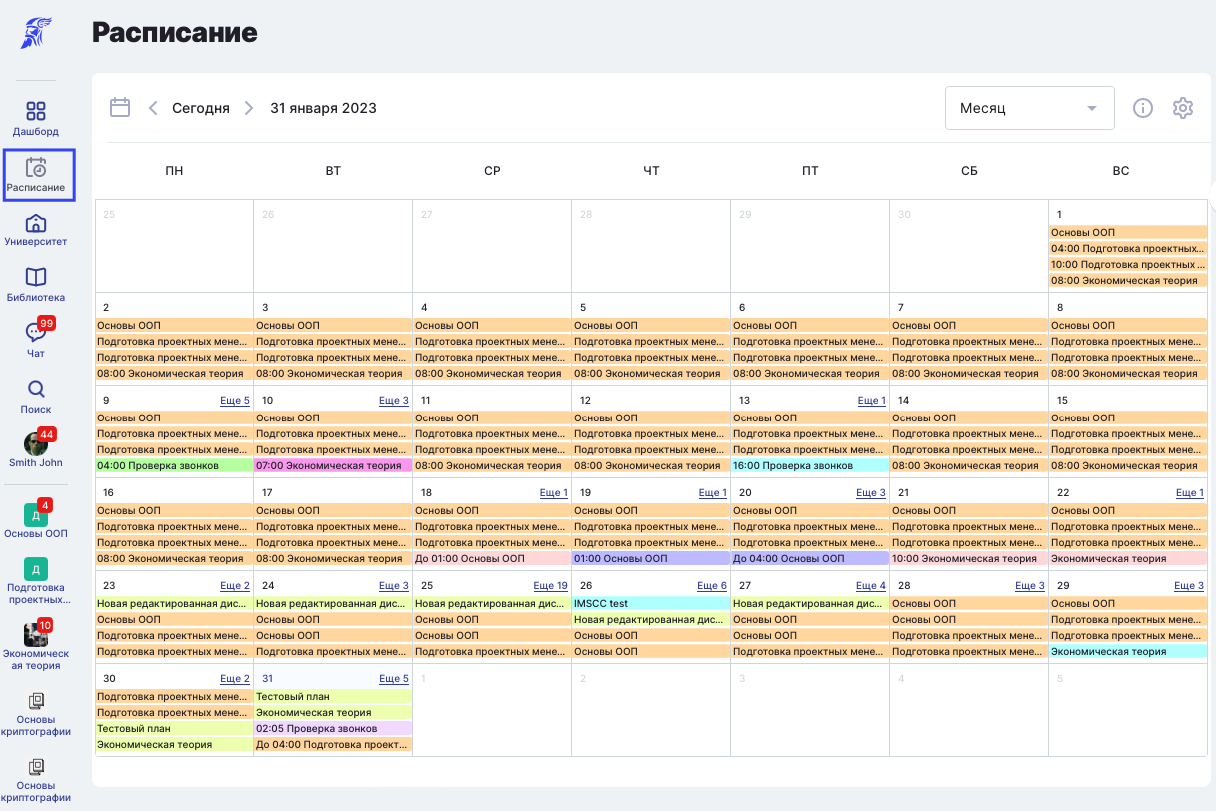 Расписание
Сегодня 31 января 2023 Месяц
Дашборд
Расписание
Университет
Библиотека
99
Чат
Поиск
44
Smith John
4
Д
Основы ООП
Д
Подготовка
проектных...
10
Экономическ
ая теория
Основы
криптографии
Основы
криптографии
ПН ВТ СР ЧТ ПТ СБ ВС
25 26 27 28 29 30 1
Основы ООП
04:00 Подготовка проектных...
10:00 Подготовка проектных ...
08:00 Экономическая теория
2 3 4 5 6 7 8
Основы ООП Основы ООП Основы ООП Основы ООП Основы ООП Основы ООП Основы ООП
Подготовка проектных мене... Подготовка проектных мене... Подготовка проектных мене... Подготовка проектных мене... Подготовка проектных мене... Подготовка проектных мене... Подготовка проектных мене...
Подготовка проектных мене... Подготовка проектных мене... Подготовка проектных мене... Подготовка проектных мене... Подготовка проектных мене... Подготовка проектных мене... Подготовка проектных мене...
08:00 Экономическая теория 08:00 Экономическая теория 08:00 Экономическая теория 08:00 Экономическая теория 08:00 Экономическая теория 08:00 Экономическая теория 08:00 Экономическая теория
9 Еще 5 10 Еще 3 11 12 13 Еще 1 14 15
Основы ООП Основы ООП Основы ООП Основы ООП Основы ООП Основы ООП Основы ООП
Подготовка проектных мене... Подготовка проектных мене... Подготовка проектных мене... Подготовка проектных мене... Подготовка проектных мене... Подготовка проектных мене... Подготовка проектных мене...
Подготовка проектных мене... Подготовка проектных мене... Подготовка проектных мене... Подготовка проектных мене... Подготовка проектных мене... Подготовка проектных мене... Подготовка проектных мене...
04:00 Проверка звонков 07:00 Экономическая теория 08:00 Экономическая теория 08:00 Экономическая теория 16:00 Проверка звонков 08:00 Экономическая теория 08:00 Экономическая теория
16 17 18 Еще 1 19 Еще 1 20 Еще 3 21 22 Еще 1
Основы ООП Основы ООП Основы ООП Основы ООП Основы ООП Основы ООП Основы ООП
Подготовка проектных мене... Подготовка проектных мене... Подготовка проектных мене... Подготовка проектных мене... Подготовка проектных мене... Подготовка проектных мене... Подготовка проектных мене...
Подготовка проектных мене... Подготовка проектных мене... Подготовка проектных мене... Подготовка проектных мене... Подготовка проектных мене... Подготовка проектных мене... Подготовка проектных мене...
08:00 Экономическая теория 08:00 Экономическая теория До 01:00 Основы ООП 01:00 Основы ООП До 04:00 Основы ООП 10:00 Экономическая теория Экономическая теория
23 Еще 2 24 Еще 3 25 Еще 19 26 Еще 6 27 Еще 4 28 Еще 3 29 Еще 3
Новая редактированная дис... Новая редактированная дис... Новая редактированная дис... IMSCC test Новая редактированная дис... Основы ООП Основы ООП
Основы ООП Основы ООП Основы ООП Новая редактированная дис... Основы ООП Основы ООП Подготовка проектных мене...
Подготовка проектных мене... Основы ООП Основы ООП Основы ООП Основы ООП Подготовка проектных мене... Подготовка проектных мене...
Подготовка проектных мене... Подготовка проектных мене... Подготовка проектных мене... Основы ООП Подготовка проектных мене... Подготовка проектных мене... Экономическая теория
30 Еще 2 31 Еще 5 1 2 3 4 5
Подготовка проектных мене... Тестовый план
Подготовка проектных мене... Экономическая теория
Тестовый план 02:05 Проверка звонков
Экономическая теория До 04:00 Подготовка проект...